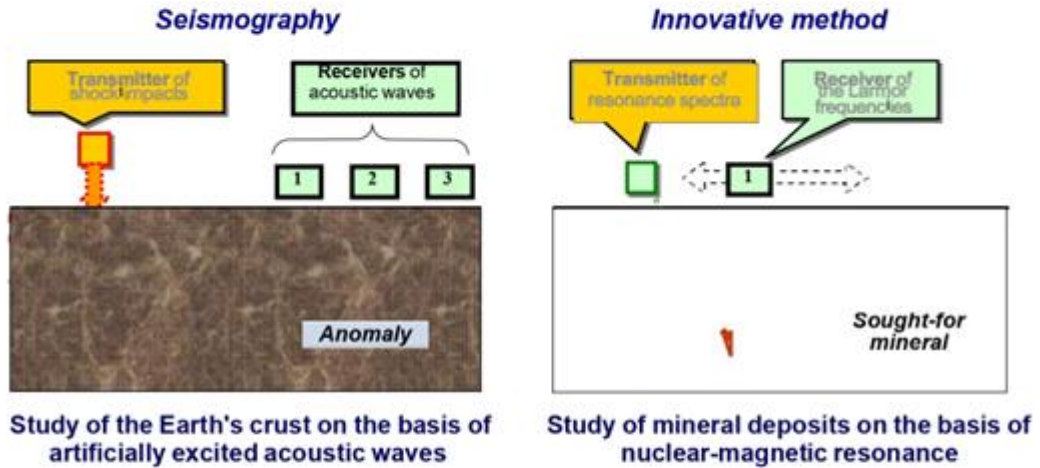 Seismography
Transmitter of
shock impacts
Receivers of
acoustic waves
1
2
3
Anomaly
Study of the Earth's crust on the basis of
artificially excited acoustic waves
Innovative method
Transmitter of
resonance spectra
Receiver of
the Larmor
frequencies
1
Sought-for
mineral
Study of mineral deposits on the basis of
nuclear-magnetic resonance